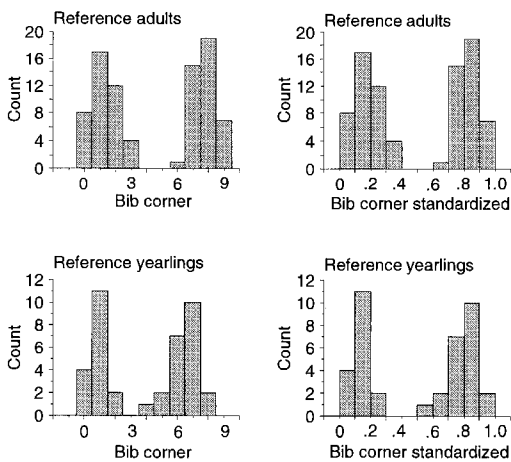 Reference adults
20
16
12
8
4
0
Count
0 3 6 9
Bib corner
Reference adults
20
16
12
8
4
0
Count
0 .2 .4 .6 .8 1.0
Bib corner standardized
Reference yearlings
12
10
8
6
4
2
0
Count
0 3 6 9
Bib corner
Reference yearlings
12
10
8
6
4
2
0
Count
0 .2 .4 .6 .8 1.0
Bib corner standardized